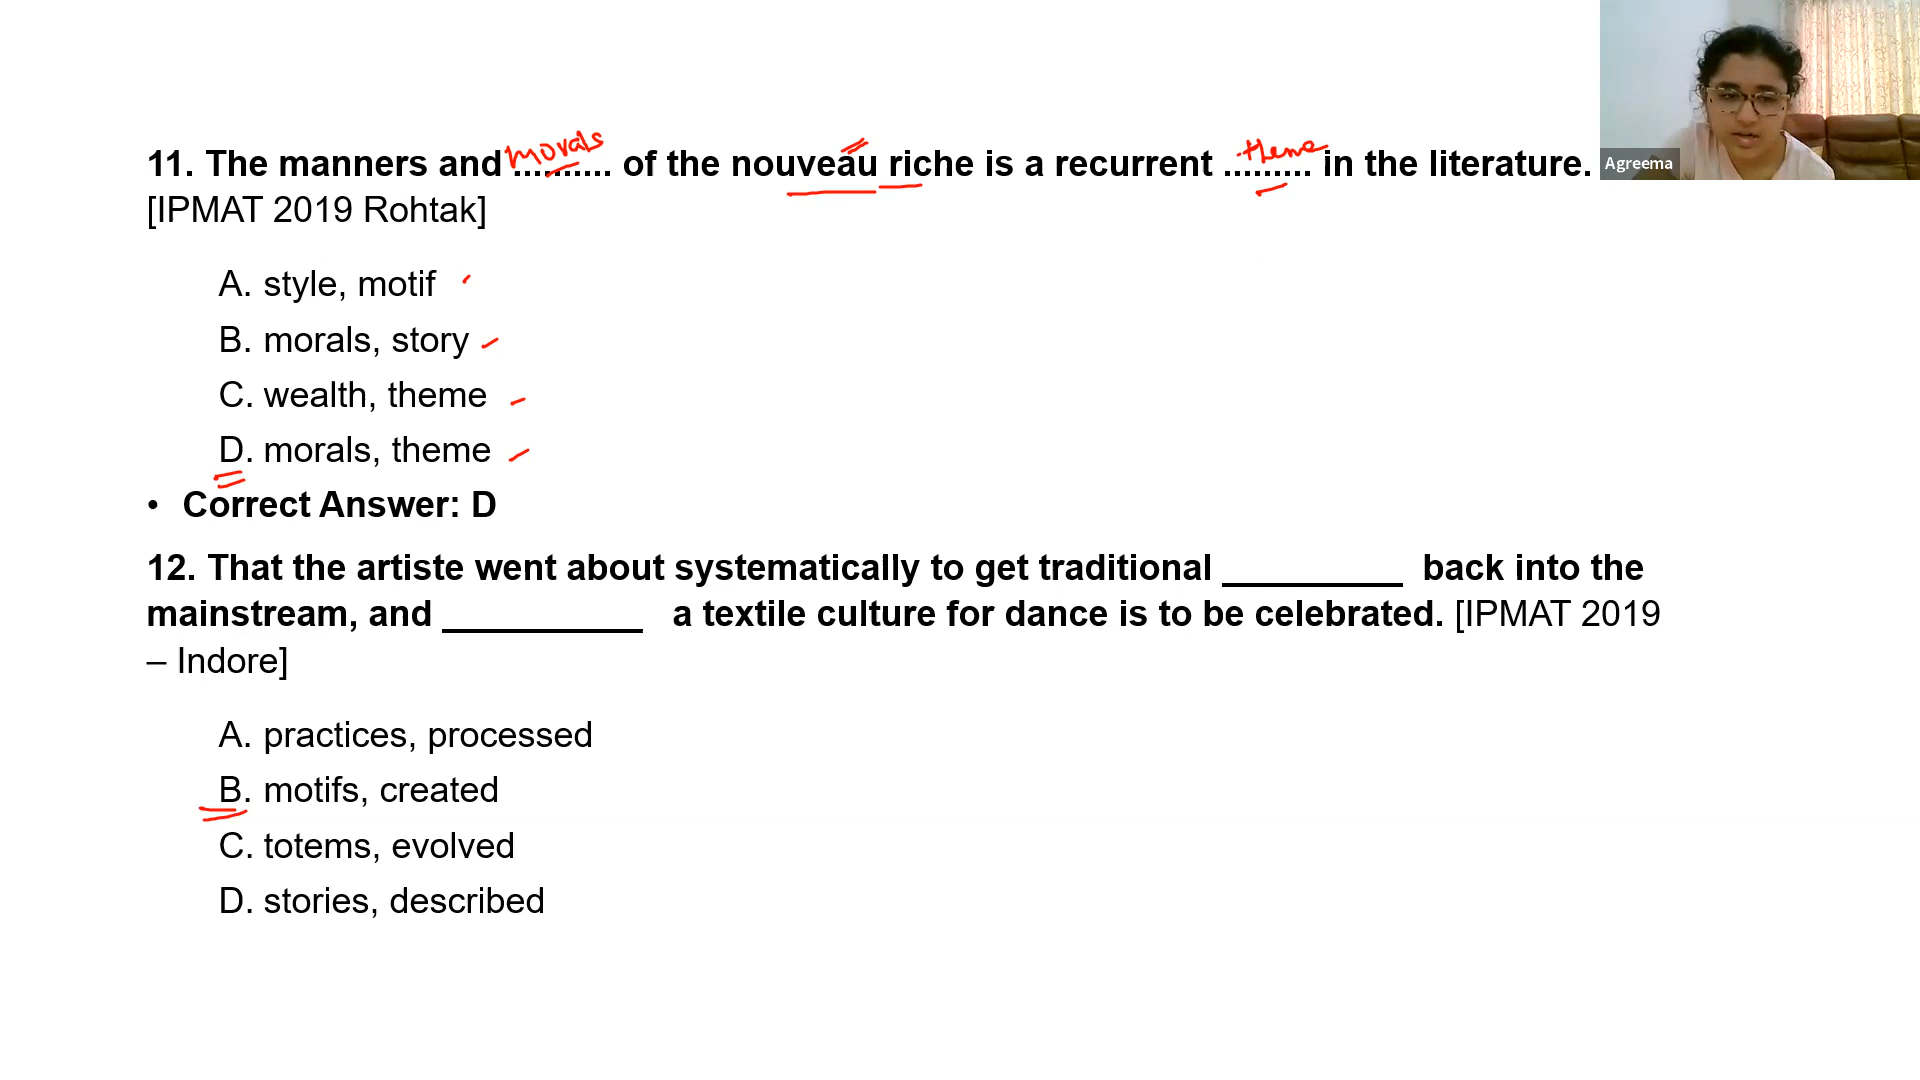 morals
theme
11. The manners and .......... of the nouveau riche is a recurrent ......... in the literature.
Agreema
[IPMAT 2019 Rohtak]
A. style, motif
B. morals, story
C. wealth, theme
D. morals, theme
• Correct Answer: D
12. That the artiste went about systematically to get traditional _________ back into the
mainstream, and __________ a textile culture for dance is to be celebrated. [IPMAT 2019
– Indore]
A. practices, processed
B. motifs, created
C. totems, evolved
D. stories, described